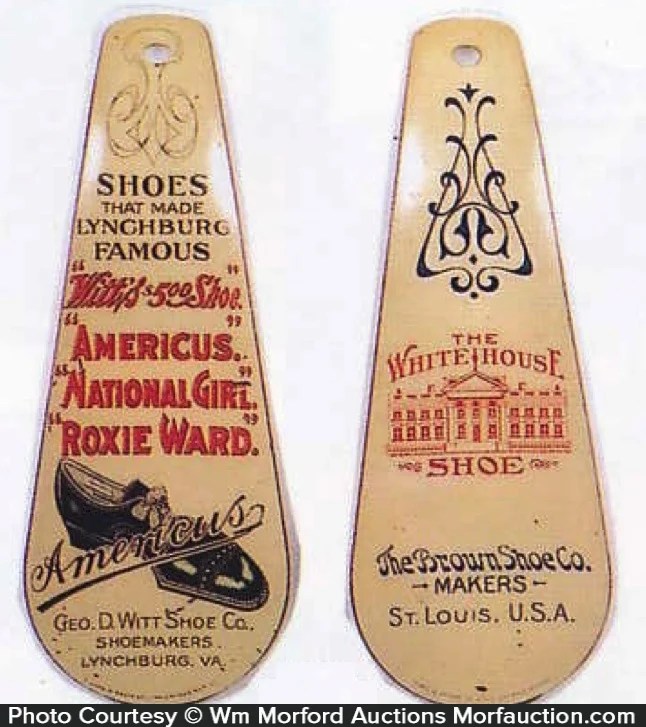 SHOES
THAT MADE
LYNCHBURG
FAMOUS
"Witt's $5.00 Shoe."
"AMERICUS."
"NATIONAL GIRL,"
"ROXIE WARD."
Americus
GEO. D. WITT SHOE CO.,
SHOEMAKERS.
LYNCHBURG, VA.
THE
WHITE HOUSE
SHOE
The Brown Shoe Co.
MAKERS
ST. LOUIS, U.S.A.
Photo Courtesy © Wm Morford Auctions Morfauction.com